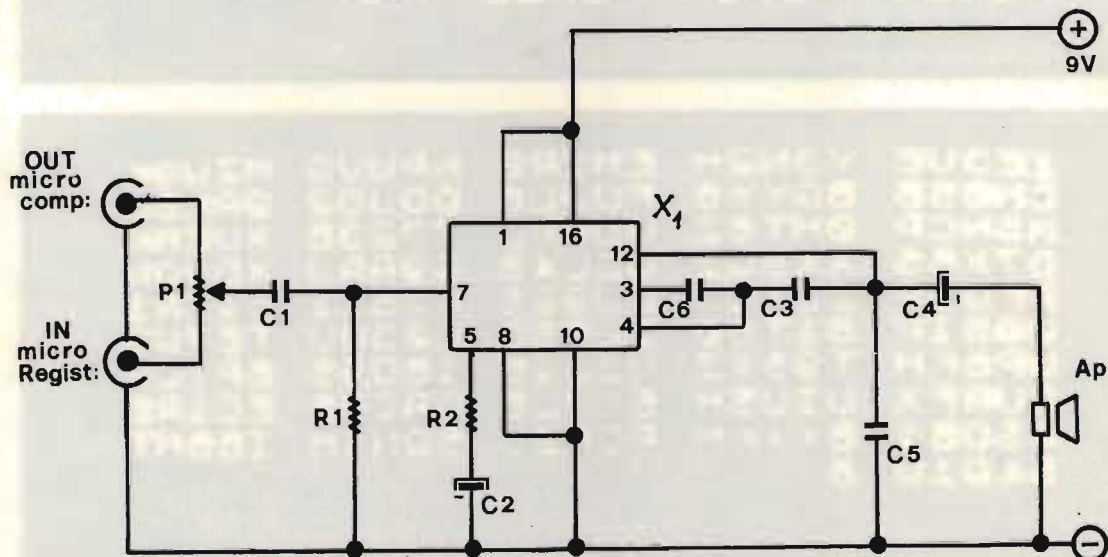 +
9V
OUT
micro
comp:
X1
1 16
12
P1
C1
7
3
C6
C3
C4
4
IN
micro
Regist:
5 8 10
Ap
R1
R2
C5
-
C2
-